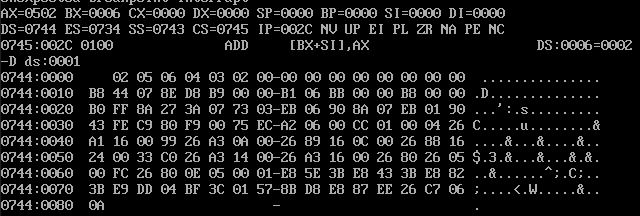 Unexpected breakpoint interrupt
AX=0502 BX=0006 CX=0000 DX=0000 SP=0000 BP=0000 SI=0000 DI=0000
DS=0744 ES=0734 SS=0743 CS=0745 IP=002C NV UP EI PL ZR NA PE NC
0745:002C 0100 ADD [BX+SI],AX DS:0006=0002
-D ds:0001
0744:0000 02 05 06 04 03 02 00-00 00 00 00 00 00 00 00 ...............
0744:0010 B8 44 07 8E D8 B9 00 00-B1 06 BB 00 00 B8 00 00 .D..............
0744:0020 B0 FF 8A 27 3A 07 73 03-EB 06 90 8A 07 EB 01 90 ...':.s.........
0744:0030 43 FE C9 80 F9 00 75 EC-A2 06 00 CC 01 00 04 26 C.....u........&
0744:0040 A1 16 00 99 26 A3 0A 00-26 89 16 0C 00 26 88 16 ....&...&....&..
0744:0050 24 00 33 C0 26 A3 14 00-26 A3 16 00 26 80 26 05 $.3.&...&...&.&.
0744:0060 00 FC 26 80 0E 05 00 01-E8 5E 3B E8 43 3B E8 82 ..&......^;.C;..
0744:0070 3B E9 DD 04 BF 3C 01 57-8B D8 E8 87 EE 26 C7 06 ;....<.W.....&..
0744:0080 0A - .